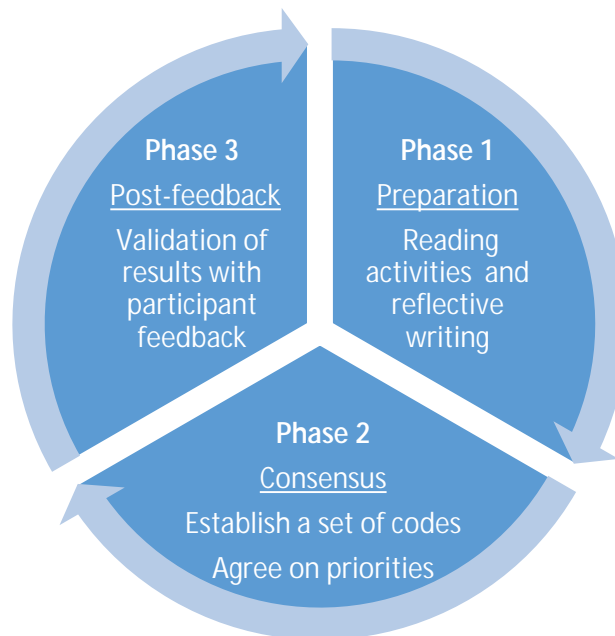 Phase 1
Preparation
Reading
activities and
reflective
writing
Phase 2
Consensus
Establish a set of codes
Agree on priorities
Phase 3
Post-feedback
Validation of
results with
participant
feedback